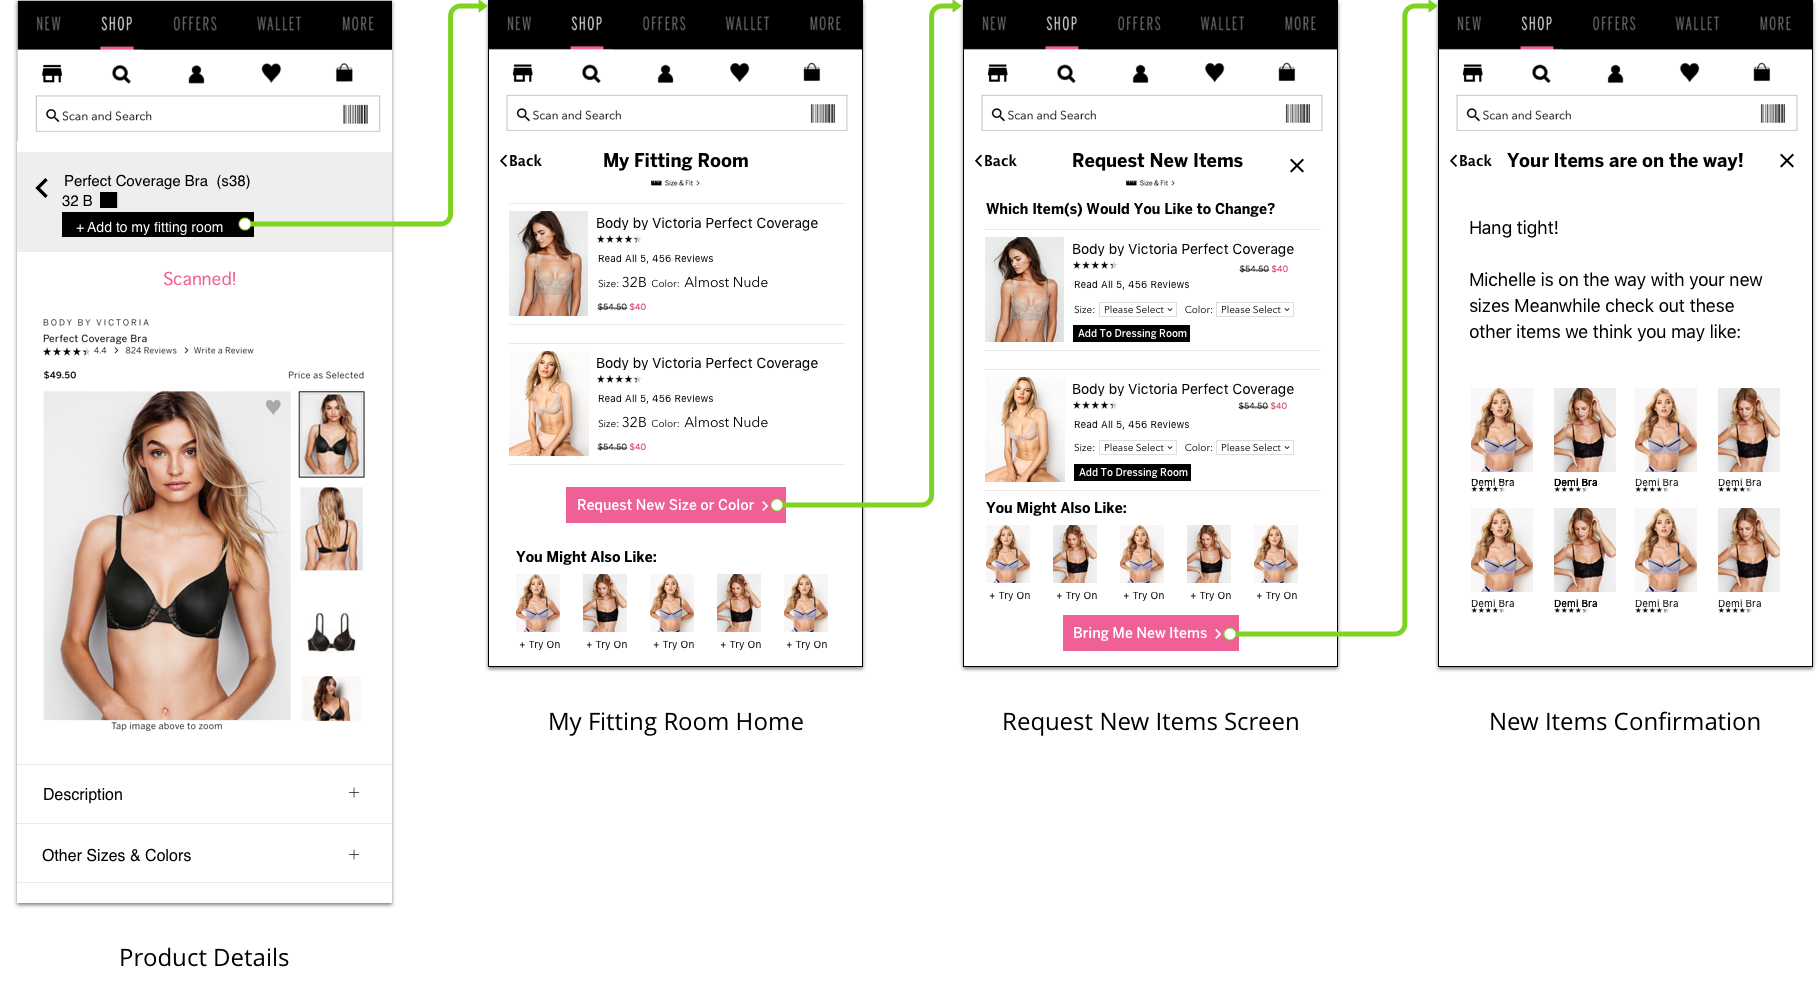 NEW SHOP OFFERS WALLET MORE
Scan and Search
Perfect Coverage Bra (s38)
32 B
+ Add to my fitting room
Scanned!
BODY BY VICTORIA
Perfect Coverage Bra
4.4 > 824 Reviews > Write a Review
$49.50 Price as Selected
Tap image above to zoom
Description +
Other Sizes & Colors +
Product Details
NEW SHOP OFFERS WALLET MORE
Scan and Search
<Back My Fitting Room
Size & Fit >
Body by Victoria Perfect Coverage
Read All 5, 456 Reviews
Size: 32B Color: Almost Nude
$54.50 $40
Body by Victoria Perfect Coverage
Read All 5, 456 Reviews
Size: 32B Color: Almost Nude
$54.50 $40
Request New Size or Color >
You Might Also Like:
+ Try On + Try On + Try On + Try On + Try On
My Fitting Room Home
NEW SHOP OFFERS WALLET MORE
Scan and Search
<Back Request New Items
Size & Fit >
Which Item(s) Would You Like to Change?
Body by Victoria Perfect Coverage
$54.50 $40
Read All 5, 456 Reviews
Size: Please Select Color: Please Select
Add To Dressing Room
Body by Victoria Perfect Coverage
$54.50 $40
Read All 5, 456 Reviews
Size: Please Select Color: Please Select
Add To Dressing Room
You Might Also Like:
+ Try On + Try On + Try On + Try On + Try On
Bring Me New Items >
Request New Items Screen
NEW SHOP OFFERS WALLET MORE
Scan and Search
<Back Your Items are on the way!
Hang tight!
Michelle is on the way with your new
sizes Meanwhile check out these
other items we think you may like:
Demi Bra Demi Bra Demi Bra Demi Bra
Demi Bra Demi Bra Demi Bra Demi Bra
New Items Confirmation